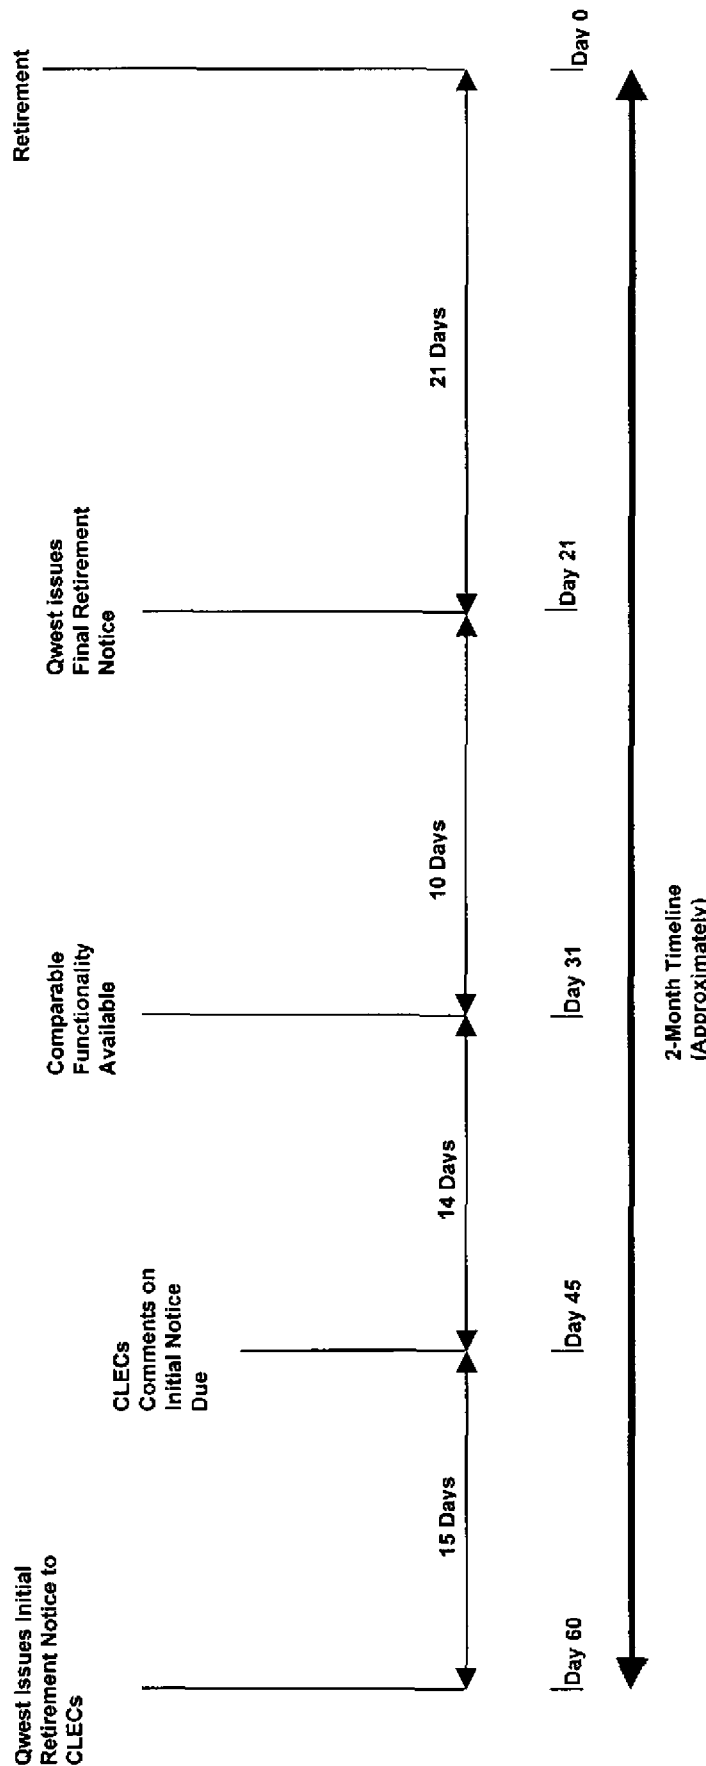 Qwest Issues Initial
Retirement Notice to
CLECs
CLECs
Comments on
Initial Notice
Due
Comparable
Functionality
Available
Qwest issues
Final Retirement
Notice
Retirement
15 Days
14 Days
10 Days
21 Days
Day 60
Day 45
Day 31
Day 21
Day 0
2-Month Timeline
(Approximately)